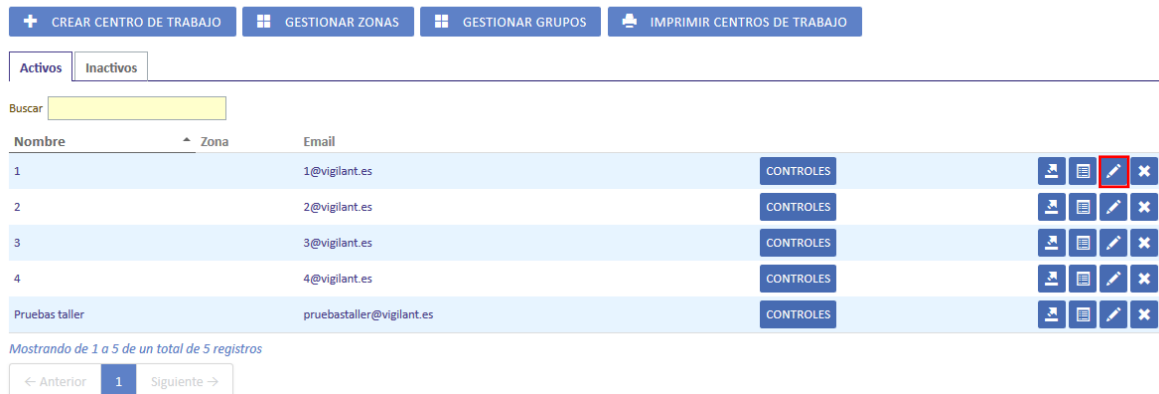 CREAR CENTRO DE TRABAJO GESTIONAR ZONAS GESTIONAR GRUPOS IMPRIMIR CENTROS DE TRABAJO
Activos Inactivos
Buscar
Nombre Zona Email
1 1@vigilant.es CONTROLES
2 2@vigilant.es CONTROLES
3 3@vigilant.es CONTROLES
4 4@vigilant.es CONTROLES
Pruebas taller pruebastaller@vigilant.es CONTROLES
Mostrando de 1 a 5 de un total de 5 registros
← Anterior 1 Siguiente →